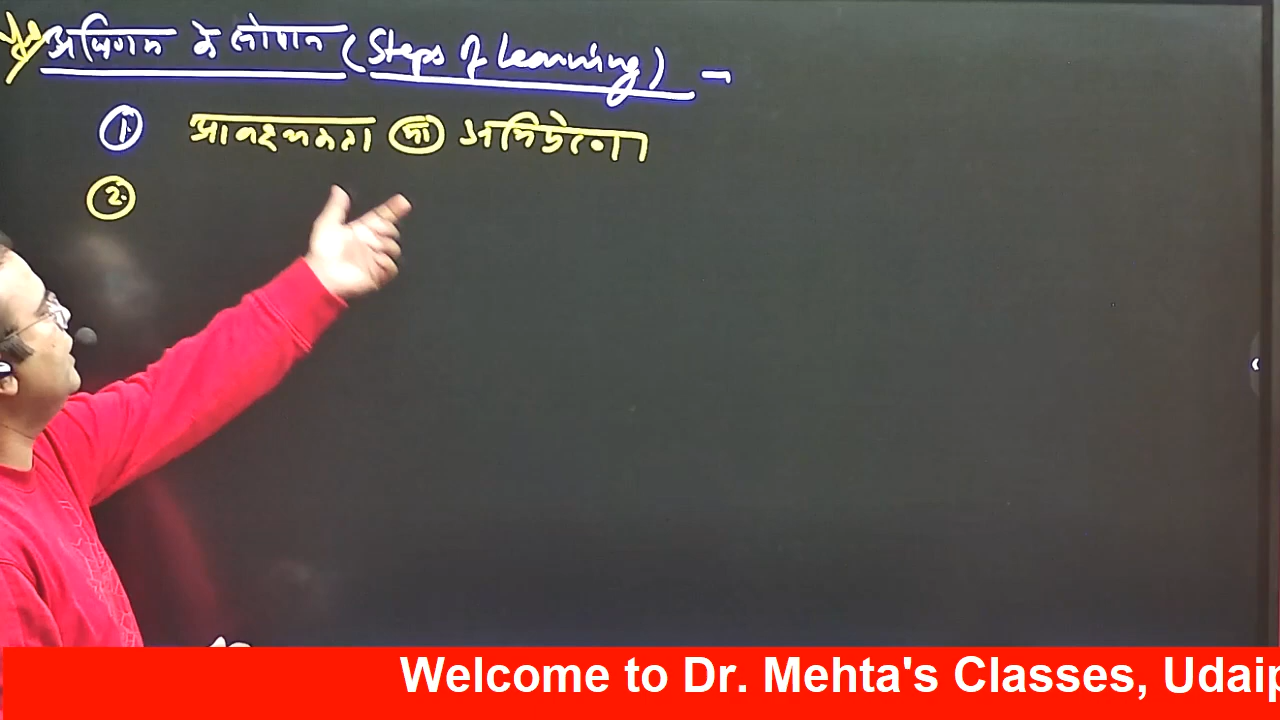 अधिगम के सोपान (Steps of Learning) -
1. आवश्यकता या अभिप्रेरणा
2.
Welcome to Dr. Mehta's Classes, Udaip